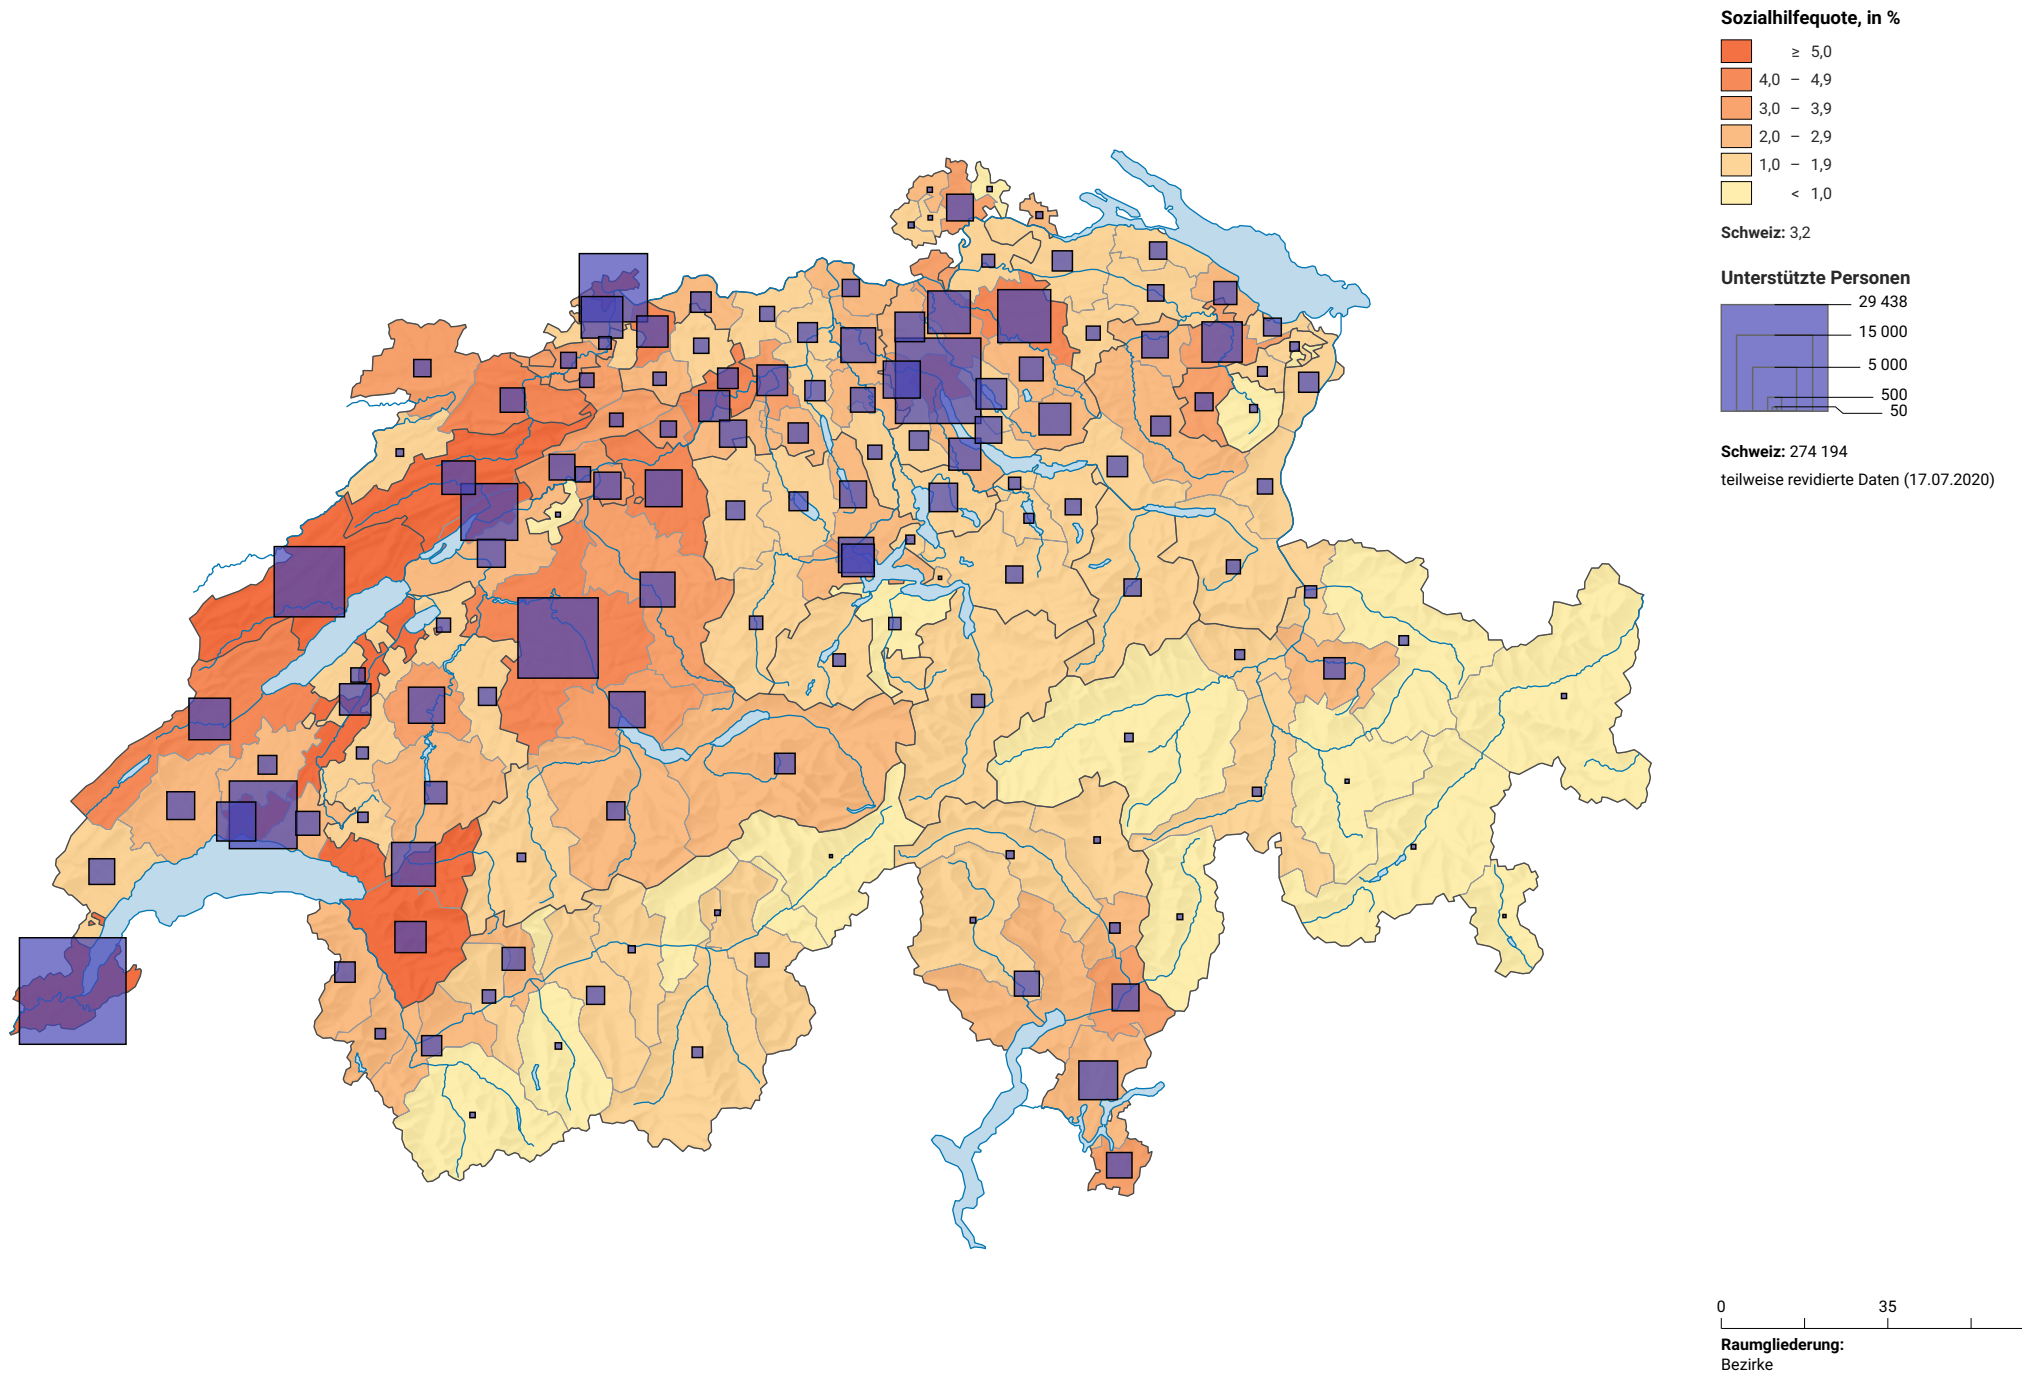 Sozialhilfequote, in %
≥ 5,0
4,0 – 4,9
3,0 – 3,9
2,0 – 2,9
1,0 – 1,9
< 1,0
Schweiz: 3,2
Unterstützte Personen
29 438
15 000
5 000
500
50
Schweiz: 274 194
teilweise revidierte Daten (17.07.2020)
0 35
Raumgliederung:
Bezirke